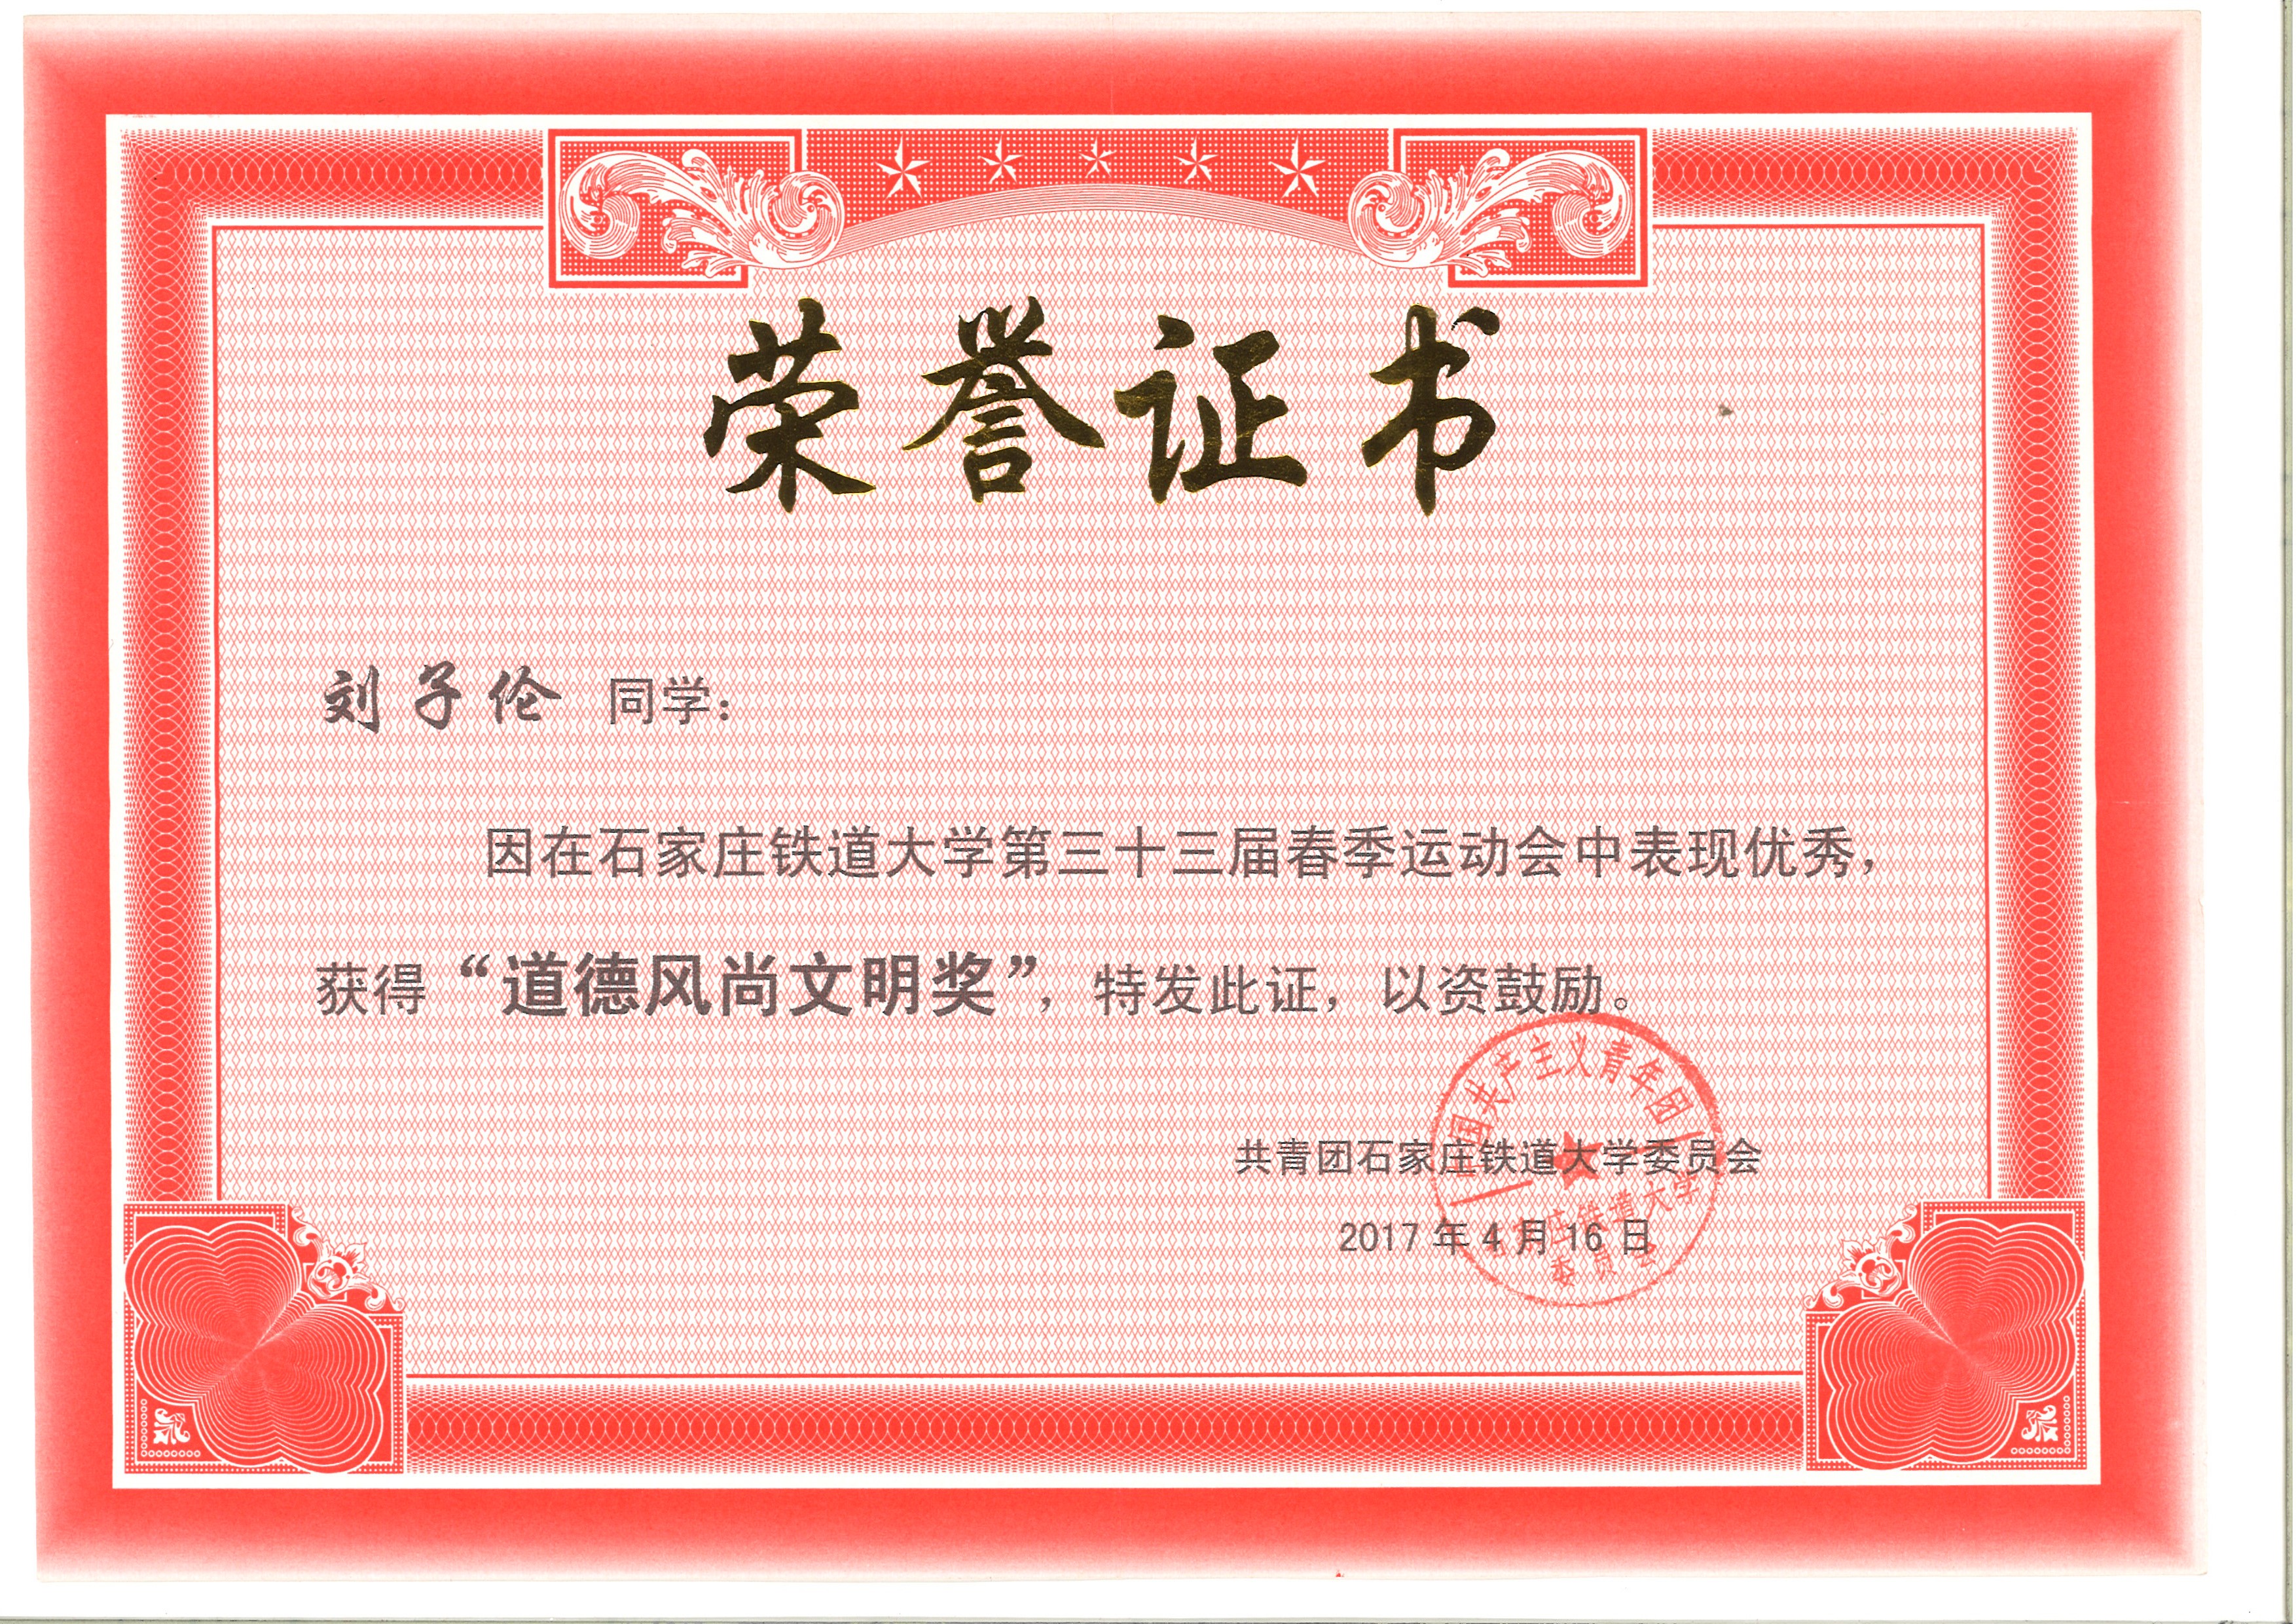 荣誉证书
刘子伦 同学：
因在石家庄铁道大学第三十三届春季运动会中表现优秀，
获得“道德风尚文明奖”，特发此证，以资鼓励。
共青团石家庄铁道大学委员会
2017 年 4 月 16 日
国共产主义青年团
庄铁道大学
委员会